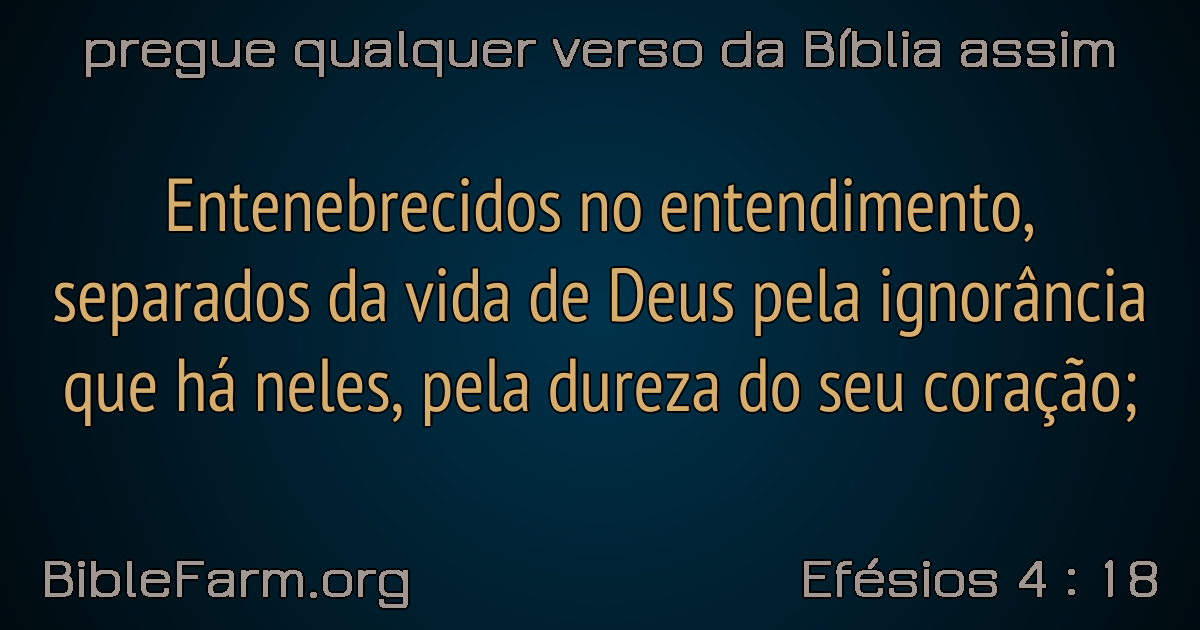 pregue qualquer verso da Bíblia assim
Entenebrecidos no entendimento,
separados da vida de Deus pela ignorância
que há neles, pela dureza do seu coração;
BibleFarm.org
Efésios 4 : 18